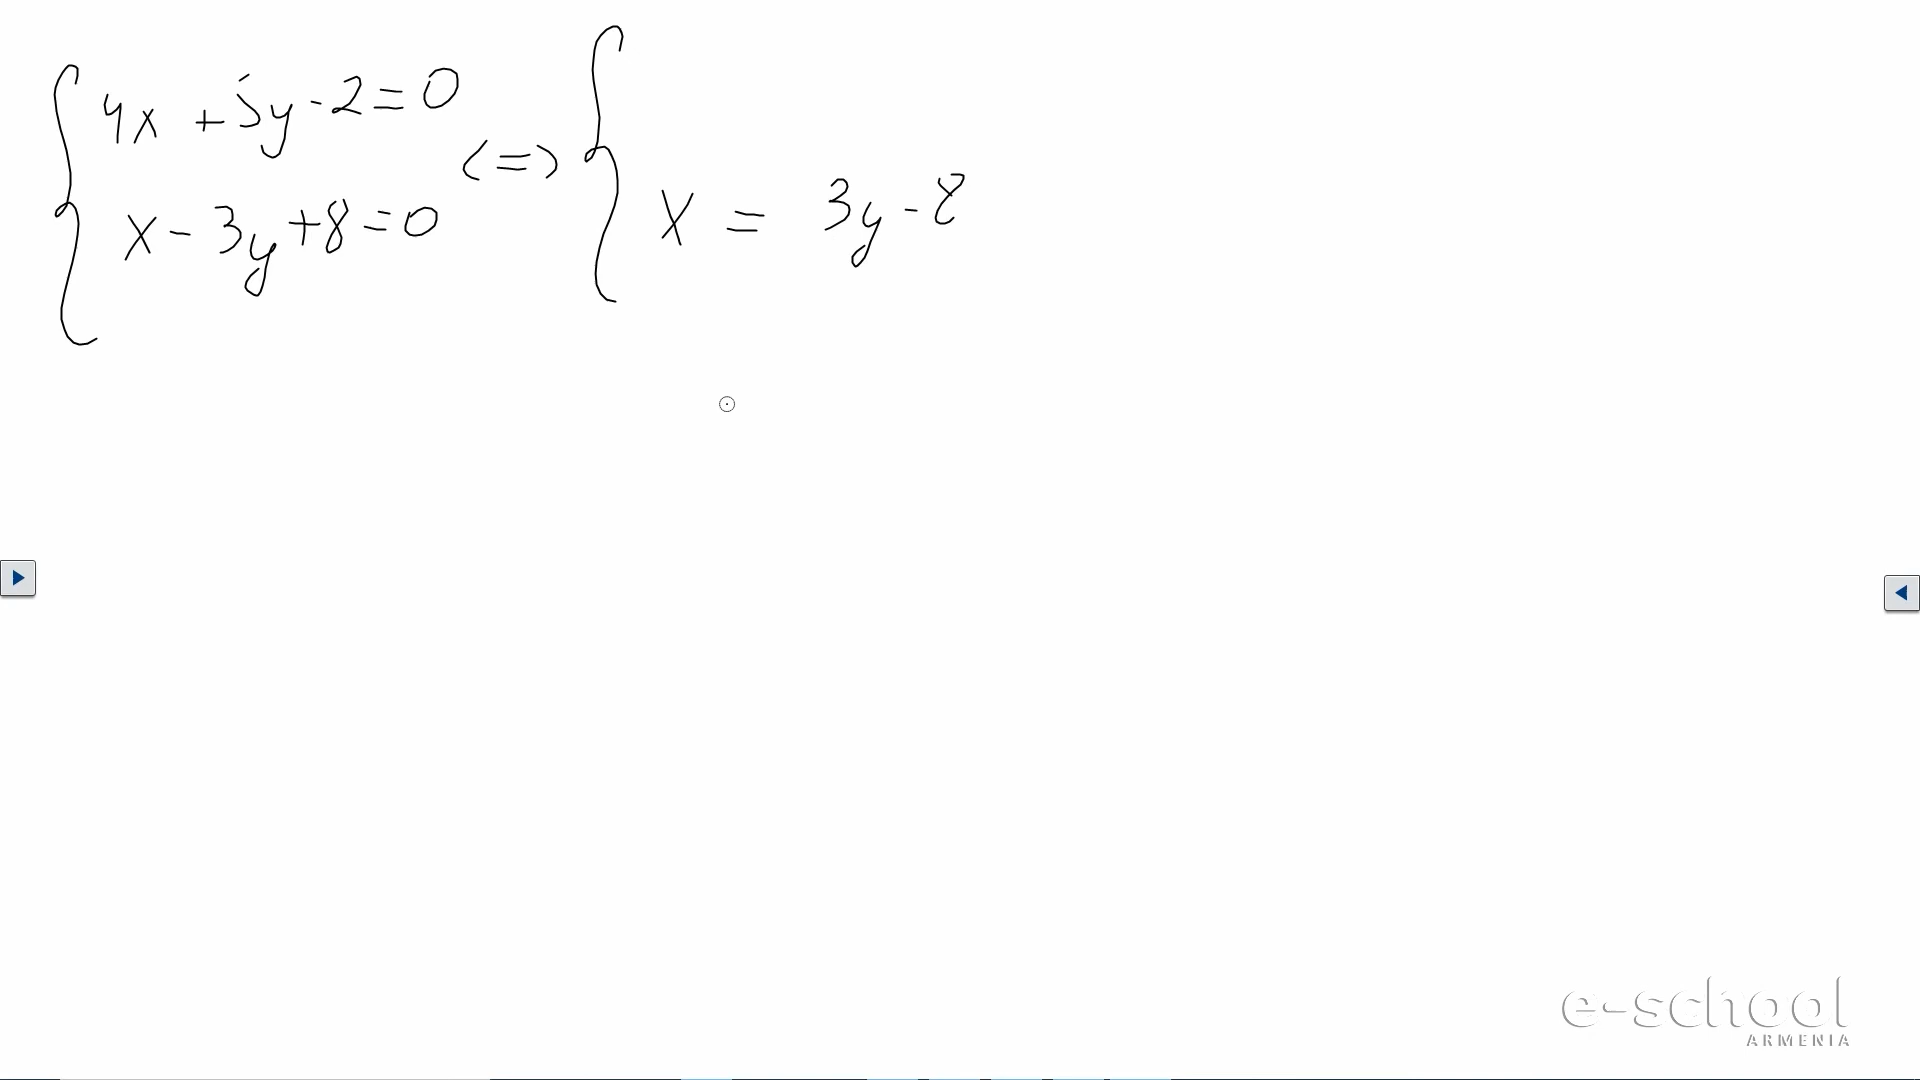 4x + 5y - 2 = 0
x - 3y + 8 = 0
<=>
x = 3y - 8
e-school
ARMENIA